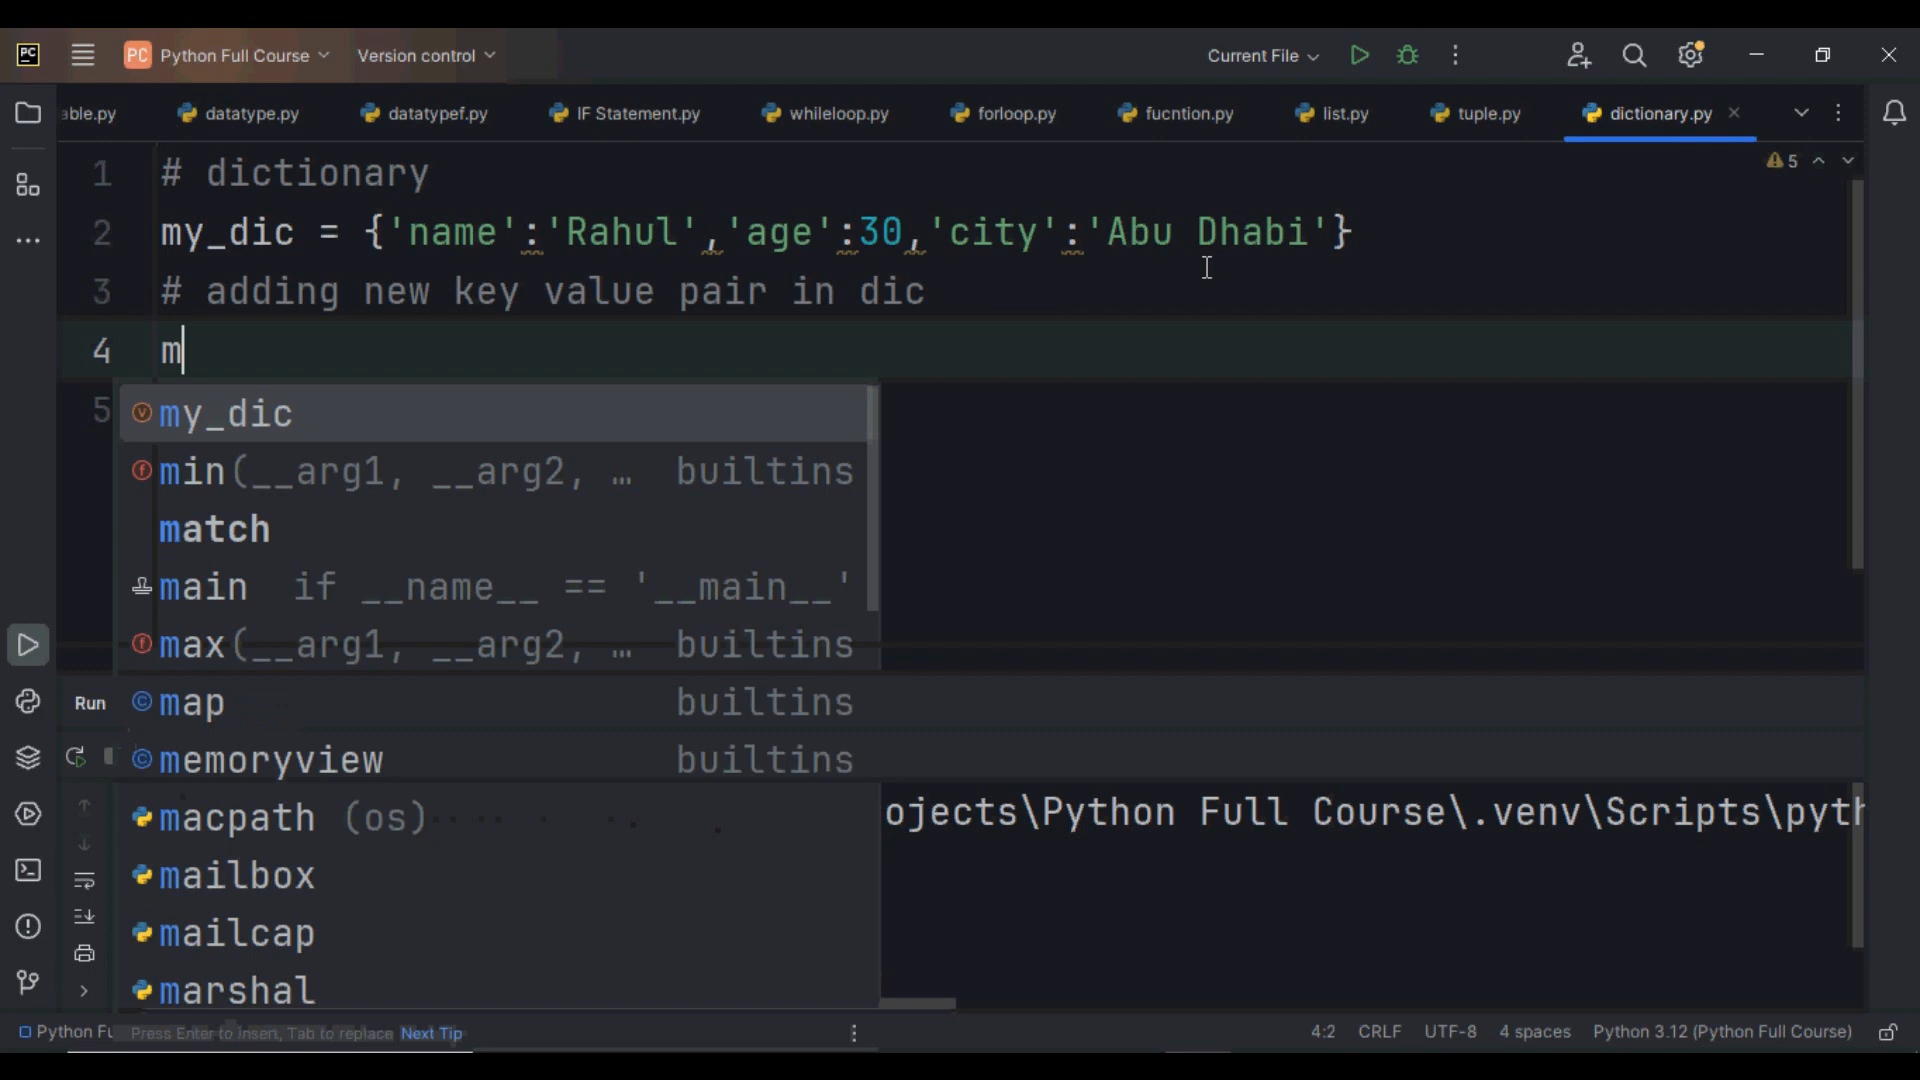 PC PC Python Full Course Version control Current File
able.py datatype.py datatypef.py IF Statement.py whileloop.py forloop.py fucntion.py list.py tuple.py dictionary.py
5
1 # dictionary
2 my_dic = {'name':'Rahul','age':30,'city':'Abu Dhabi'}
3 # adding new key value pair in dic
4 m
5 my_dic
min(__arg1, __arg2, … builtins
match
main if __name__ == '__main__'
max(__arg1, __arg2, … builtins
Run map builtins
memoryview builtins
macpath (os) ojects\Python Full Course\.venv\Scripts\pyth
mailbox
mailcap
marshal
Python Fu Press Enter to insert, Tab to replace Next Tip 4:2 CRLF UTF-8 4 spaces Python 3.12 (Python Full Course)